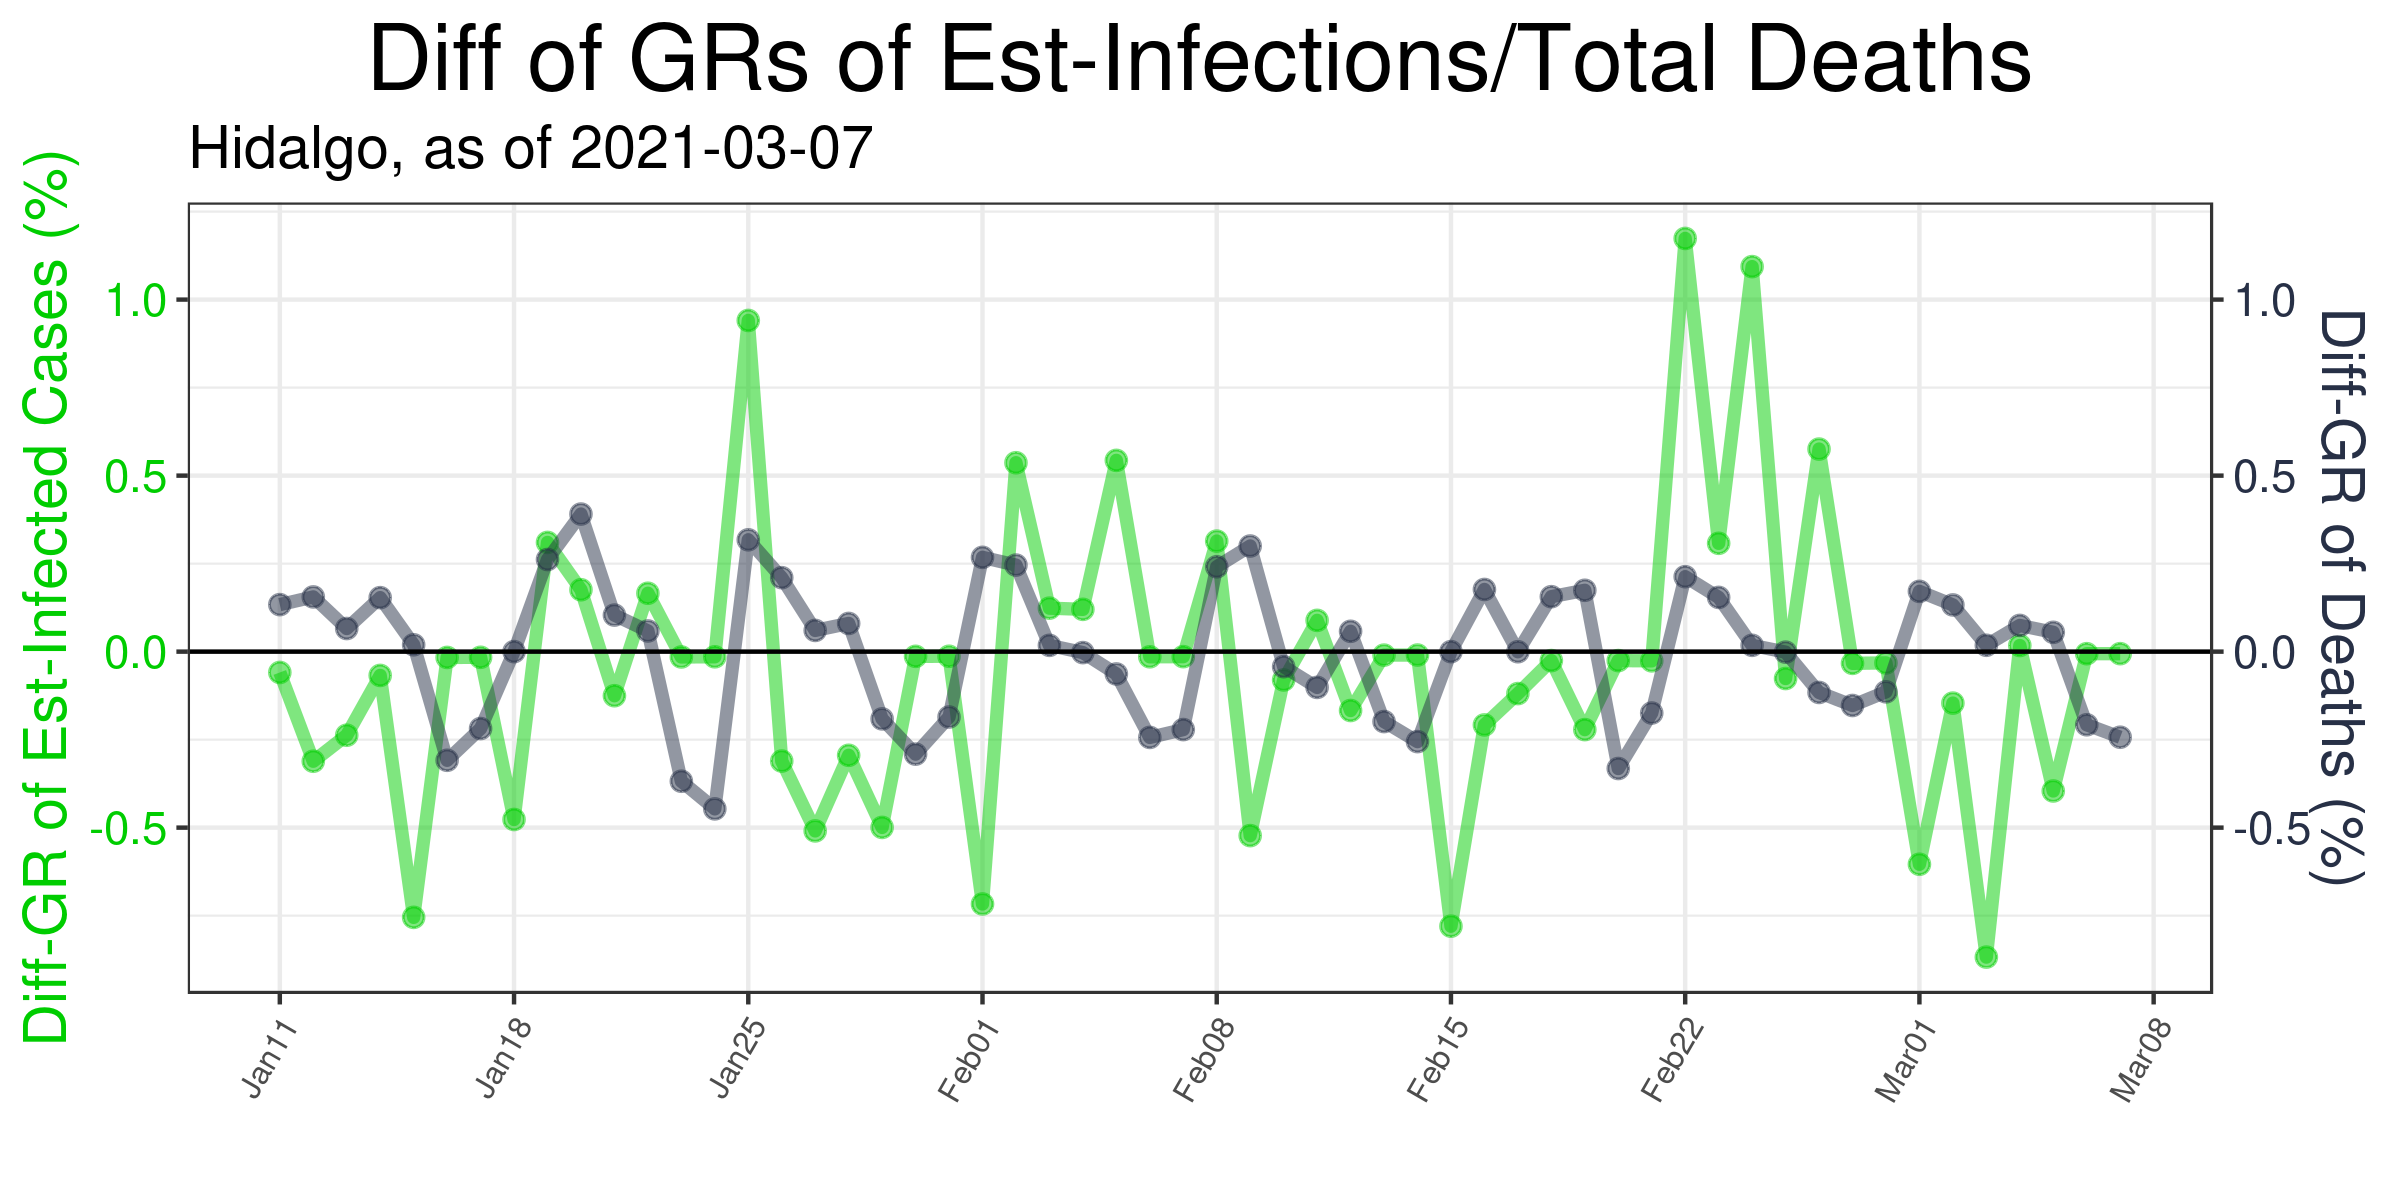 Diff of GRs of Est-Infections/Total Deaths
Hidalgo, as of 2021-03-07
Diff-GR of Est-Infected Cases (%)
1.0
0.5
0.0
-0.5
1.0
0.5
0.0
-0.5
Diff-GR of Deaths (%)
Jan11
Jan18
Jan25
Feb01
Feb08
Feb15
Feb22
Mar01
Mar08